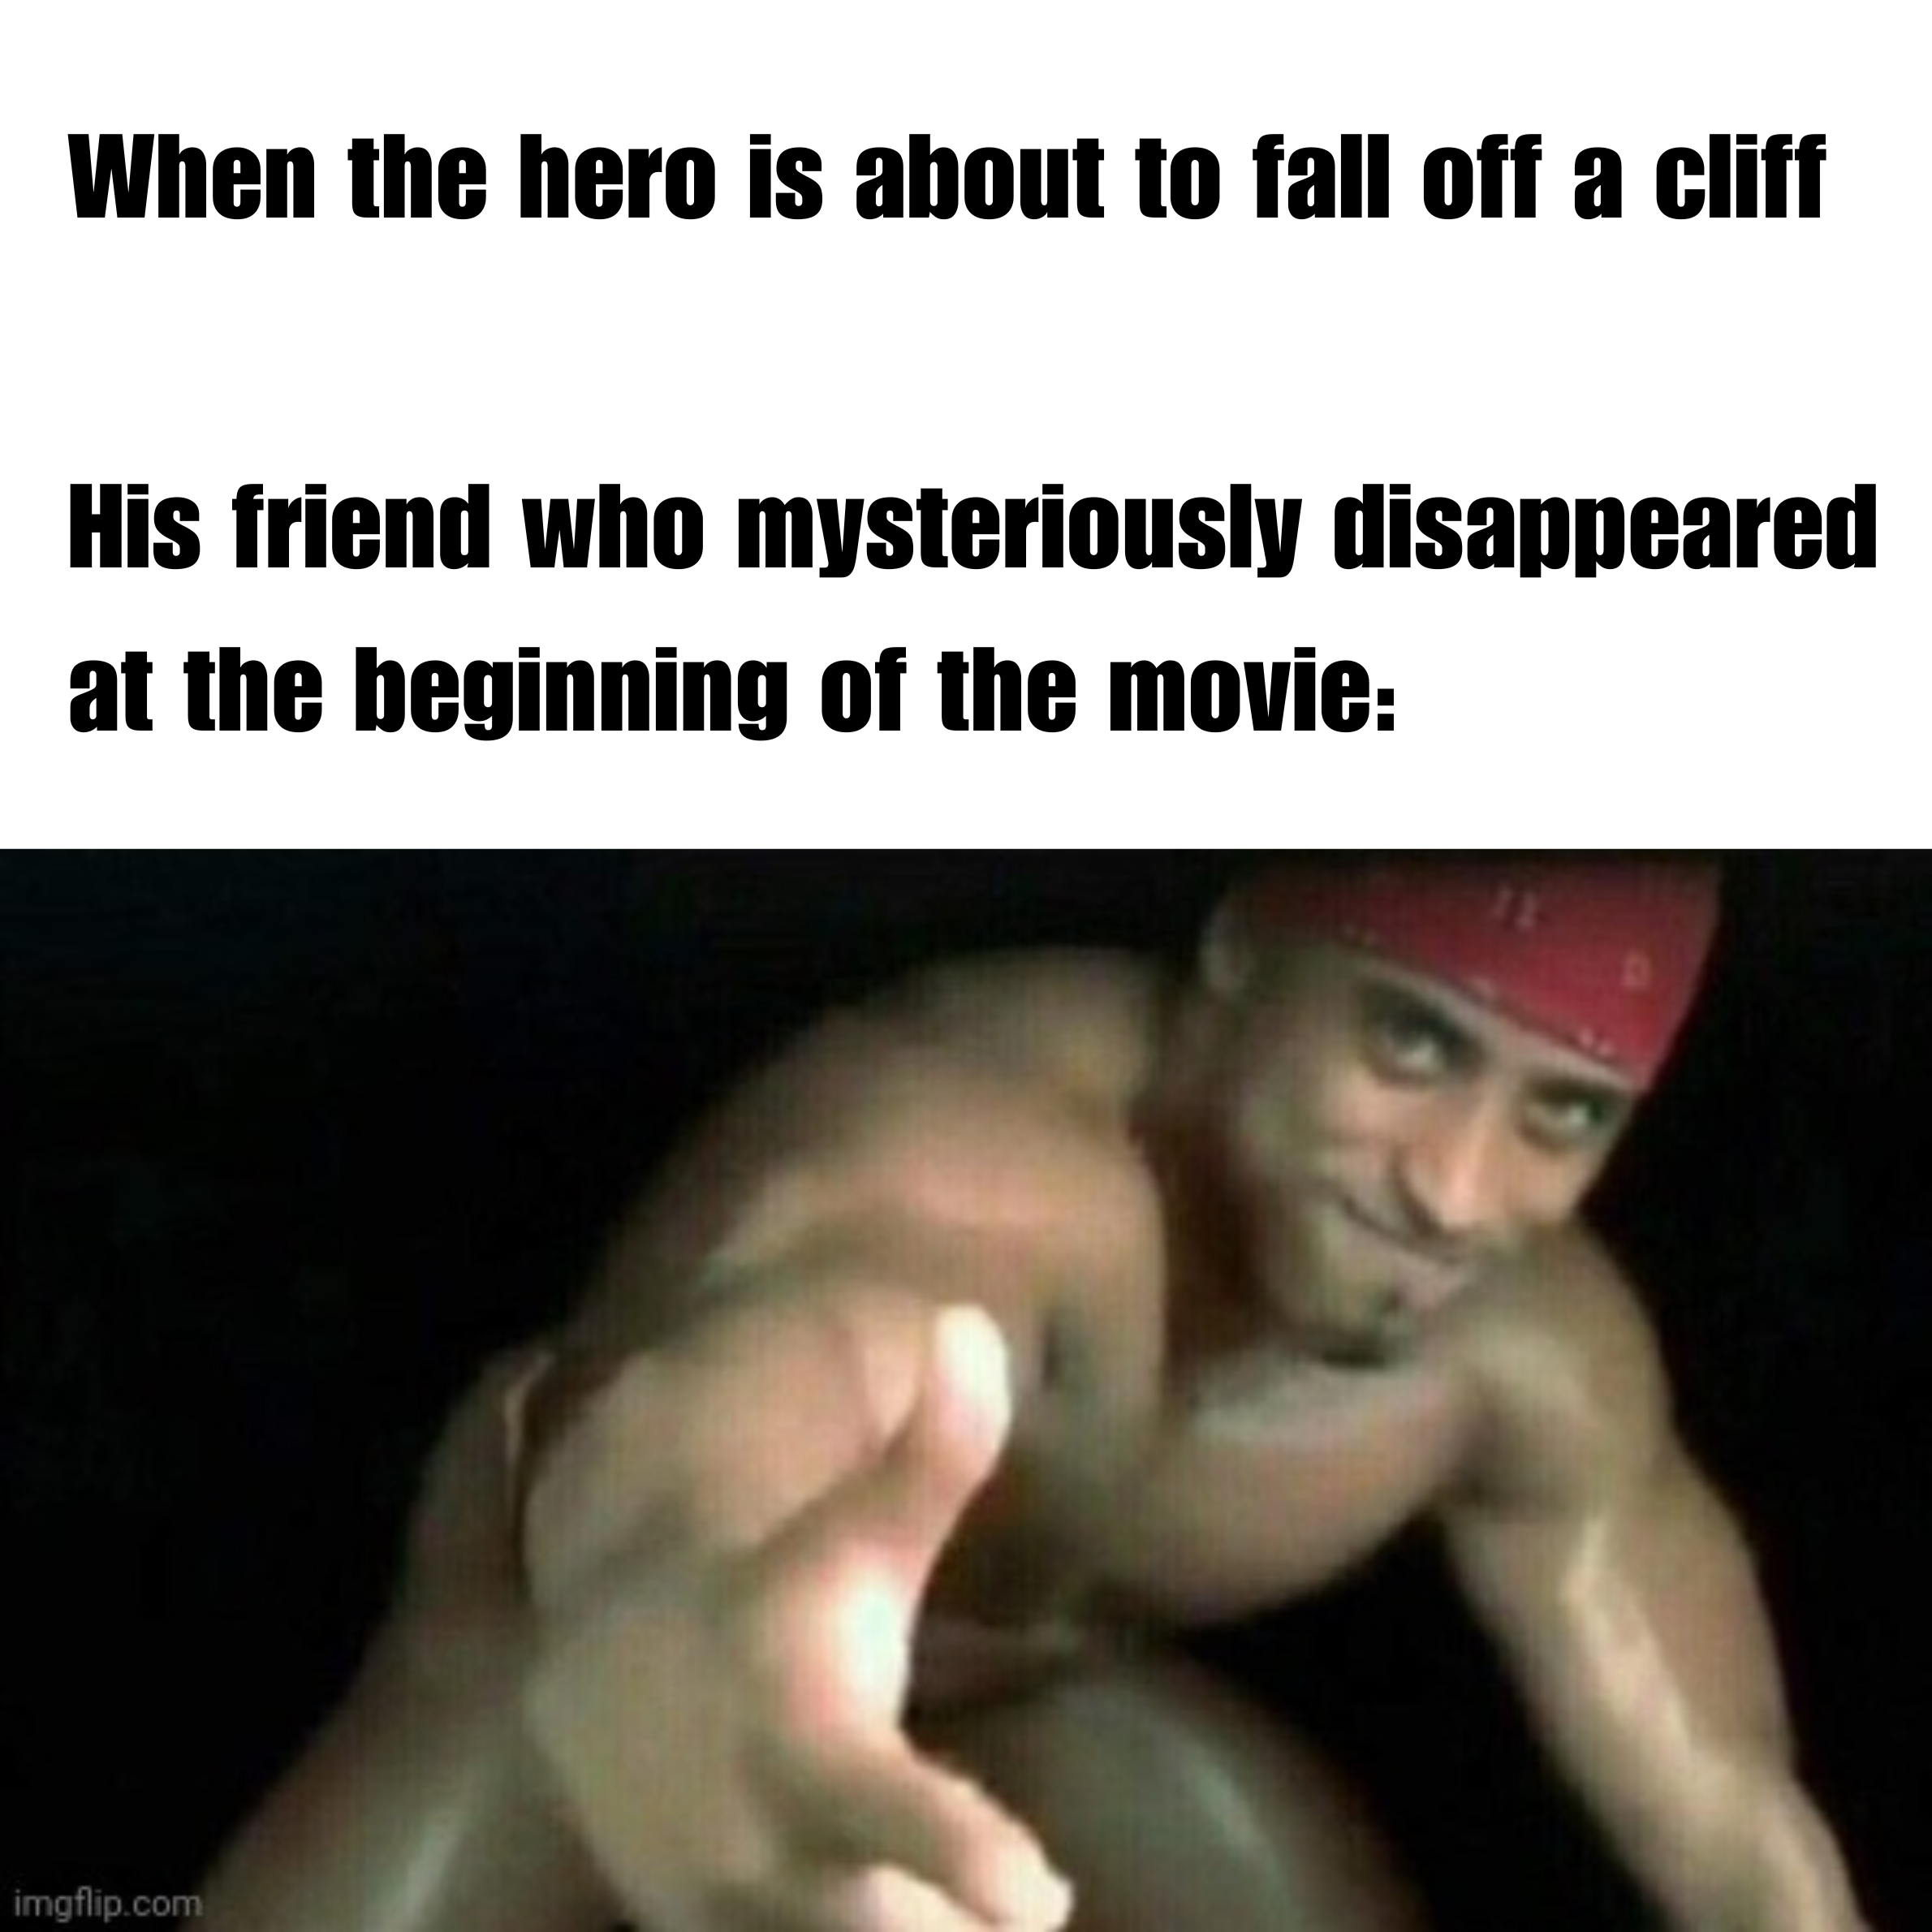 When the hero is about to fall off a cliff
His friend who mysteriously disappeared
at the beginning of the movie:
imgflip.com